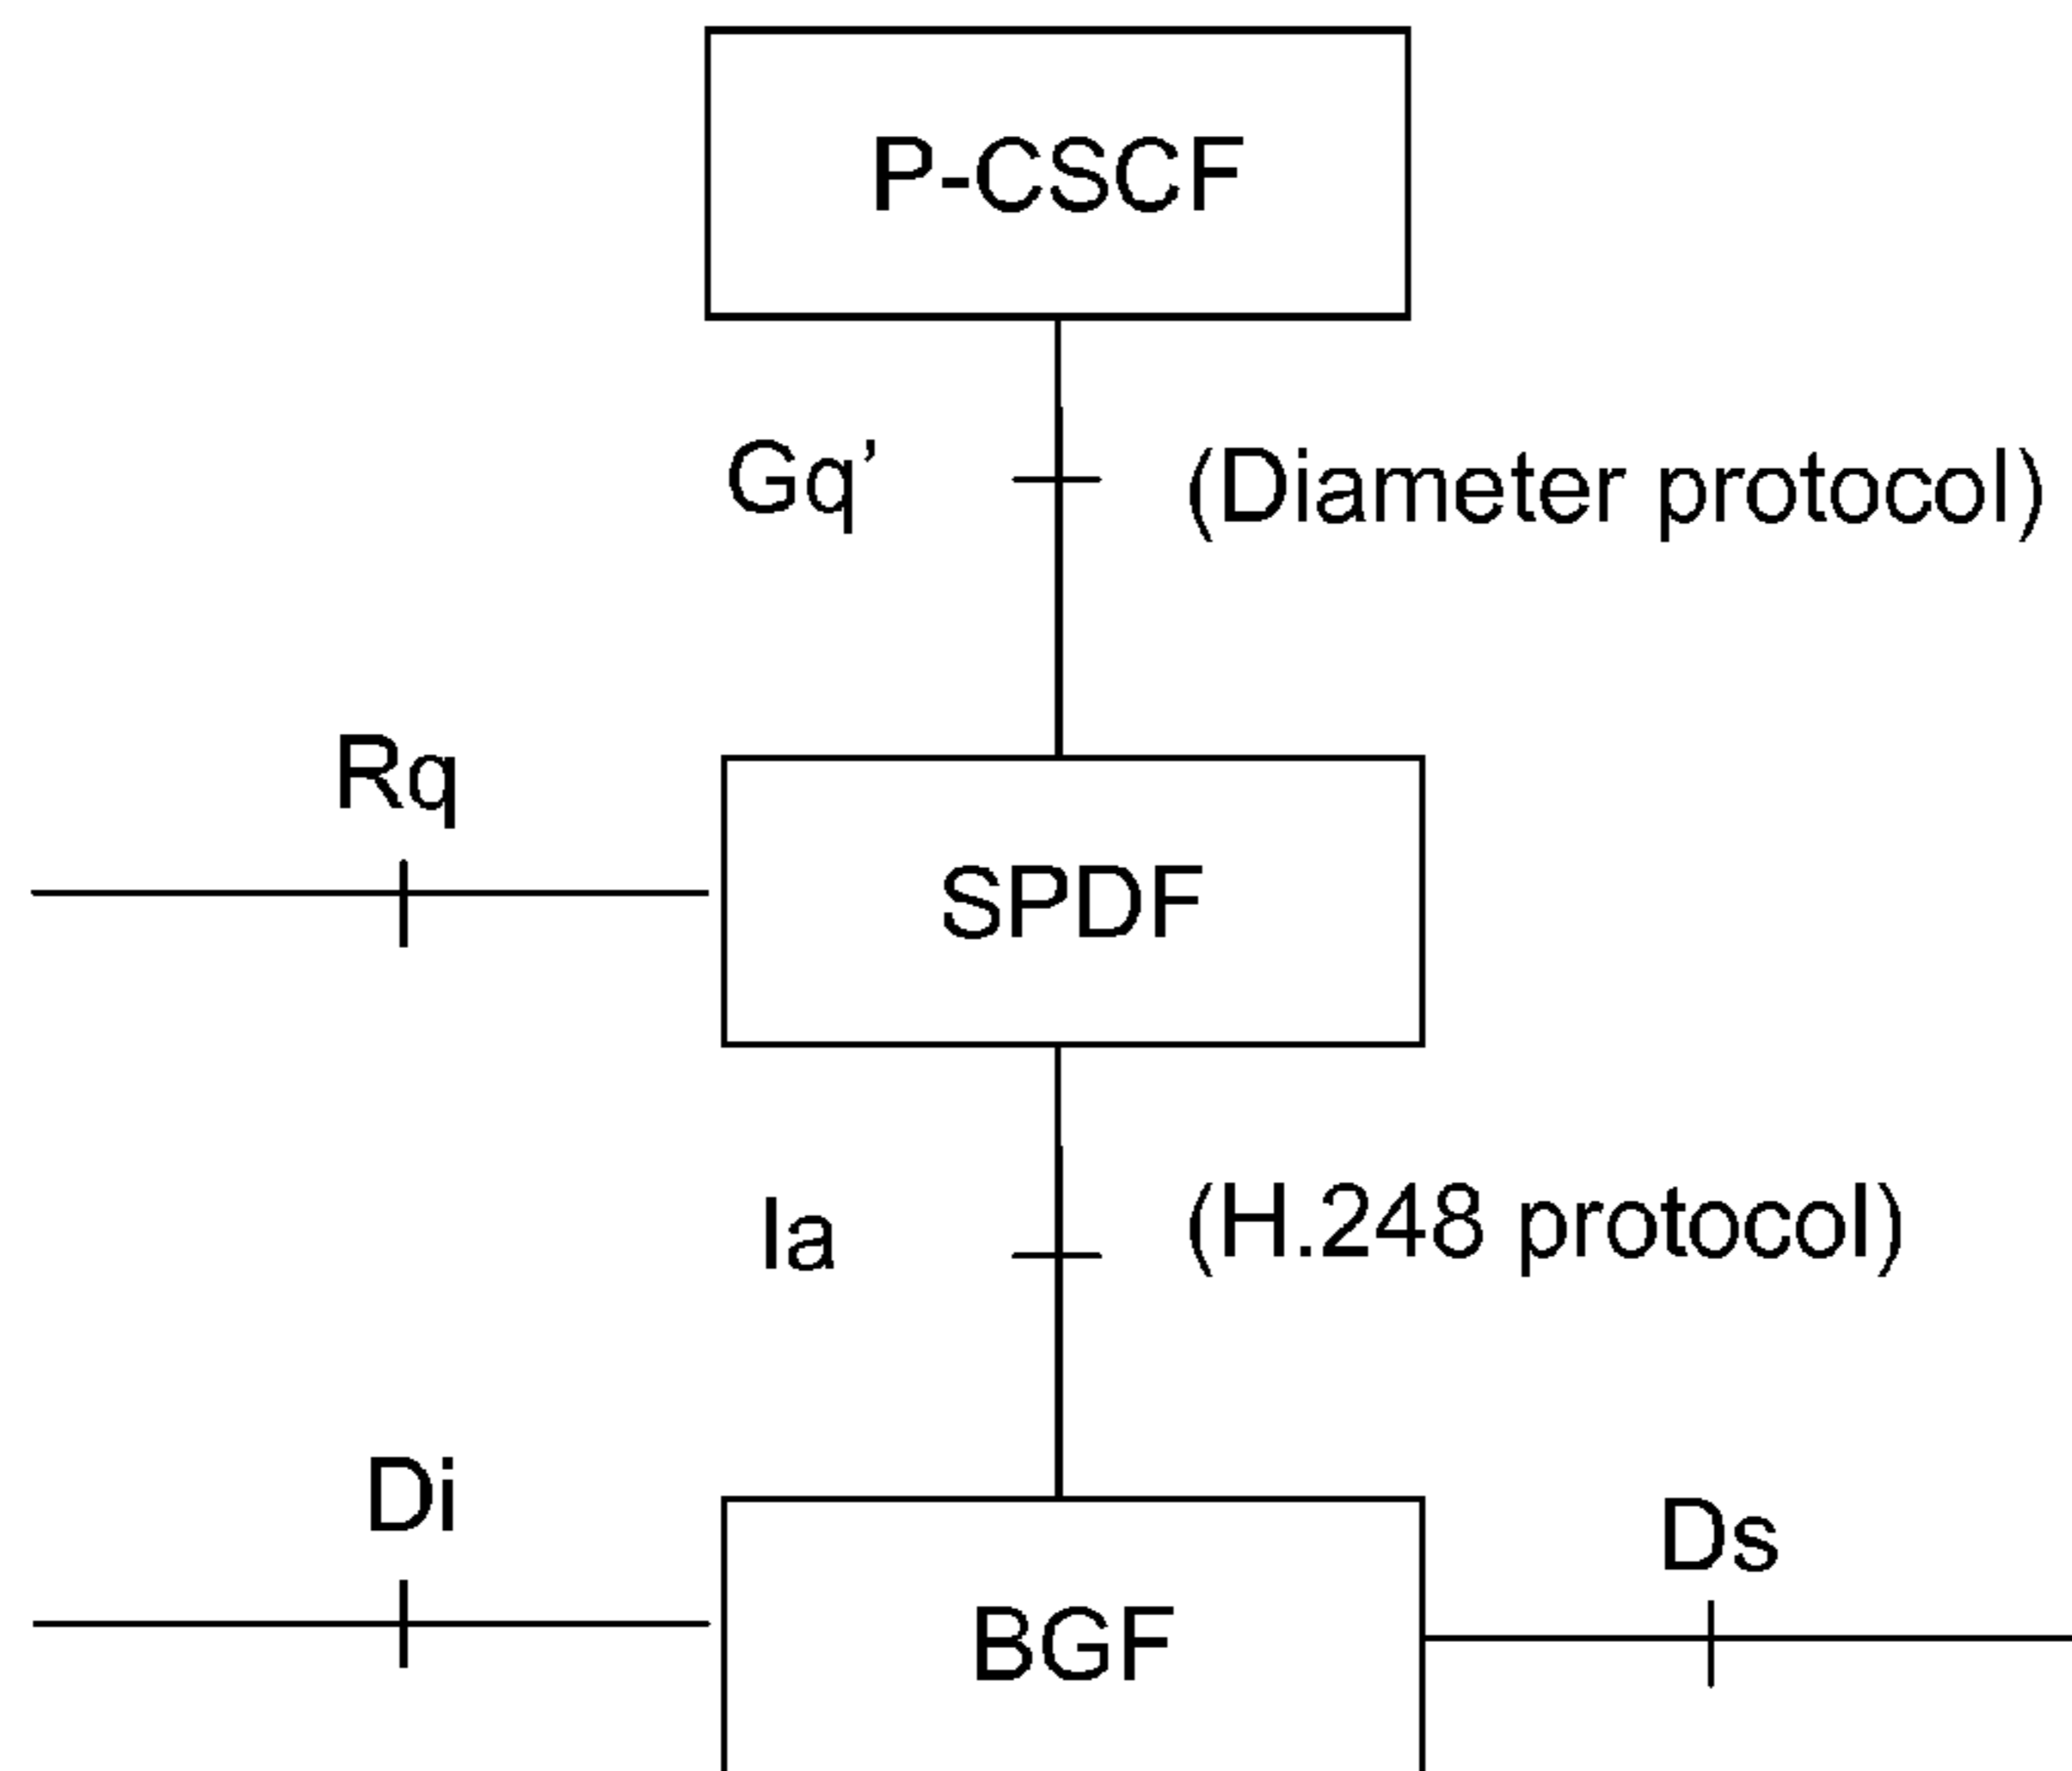 P-CSCF
Gq’
(Diameter protocol)
Rq
SPDF
Ia
(H.248 protocol)
Di
BGF
Ds